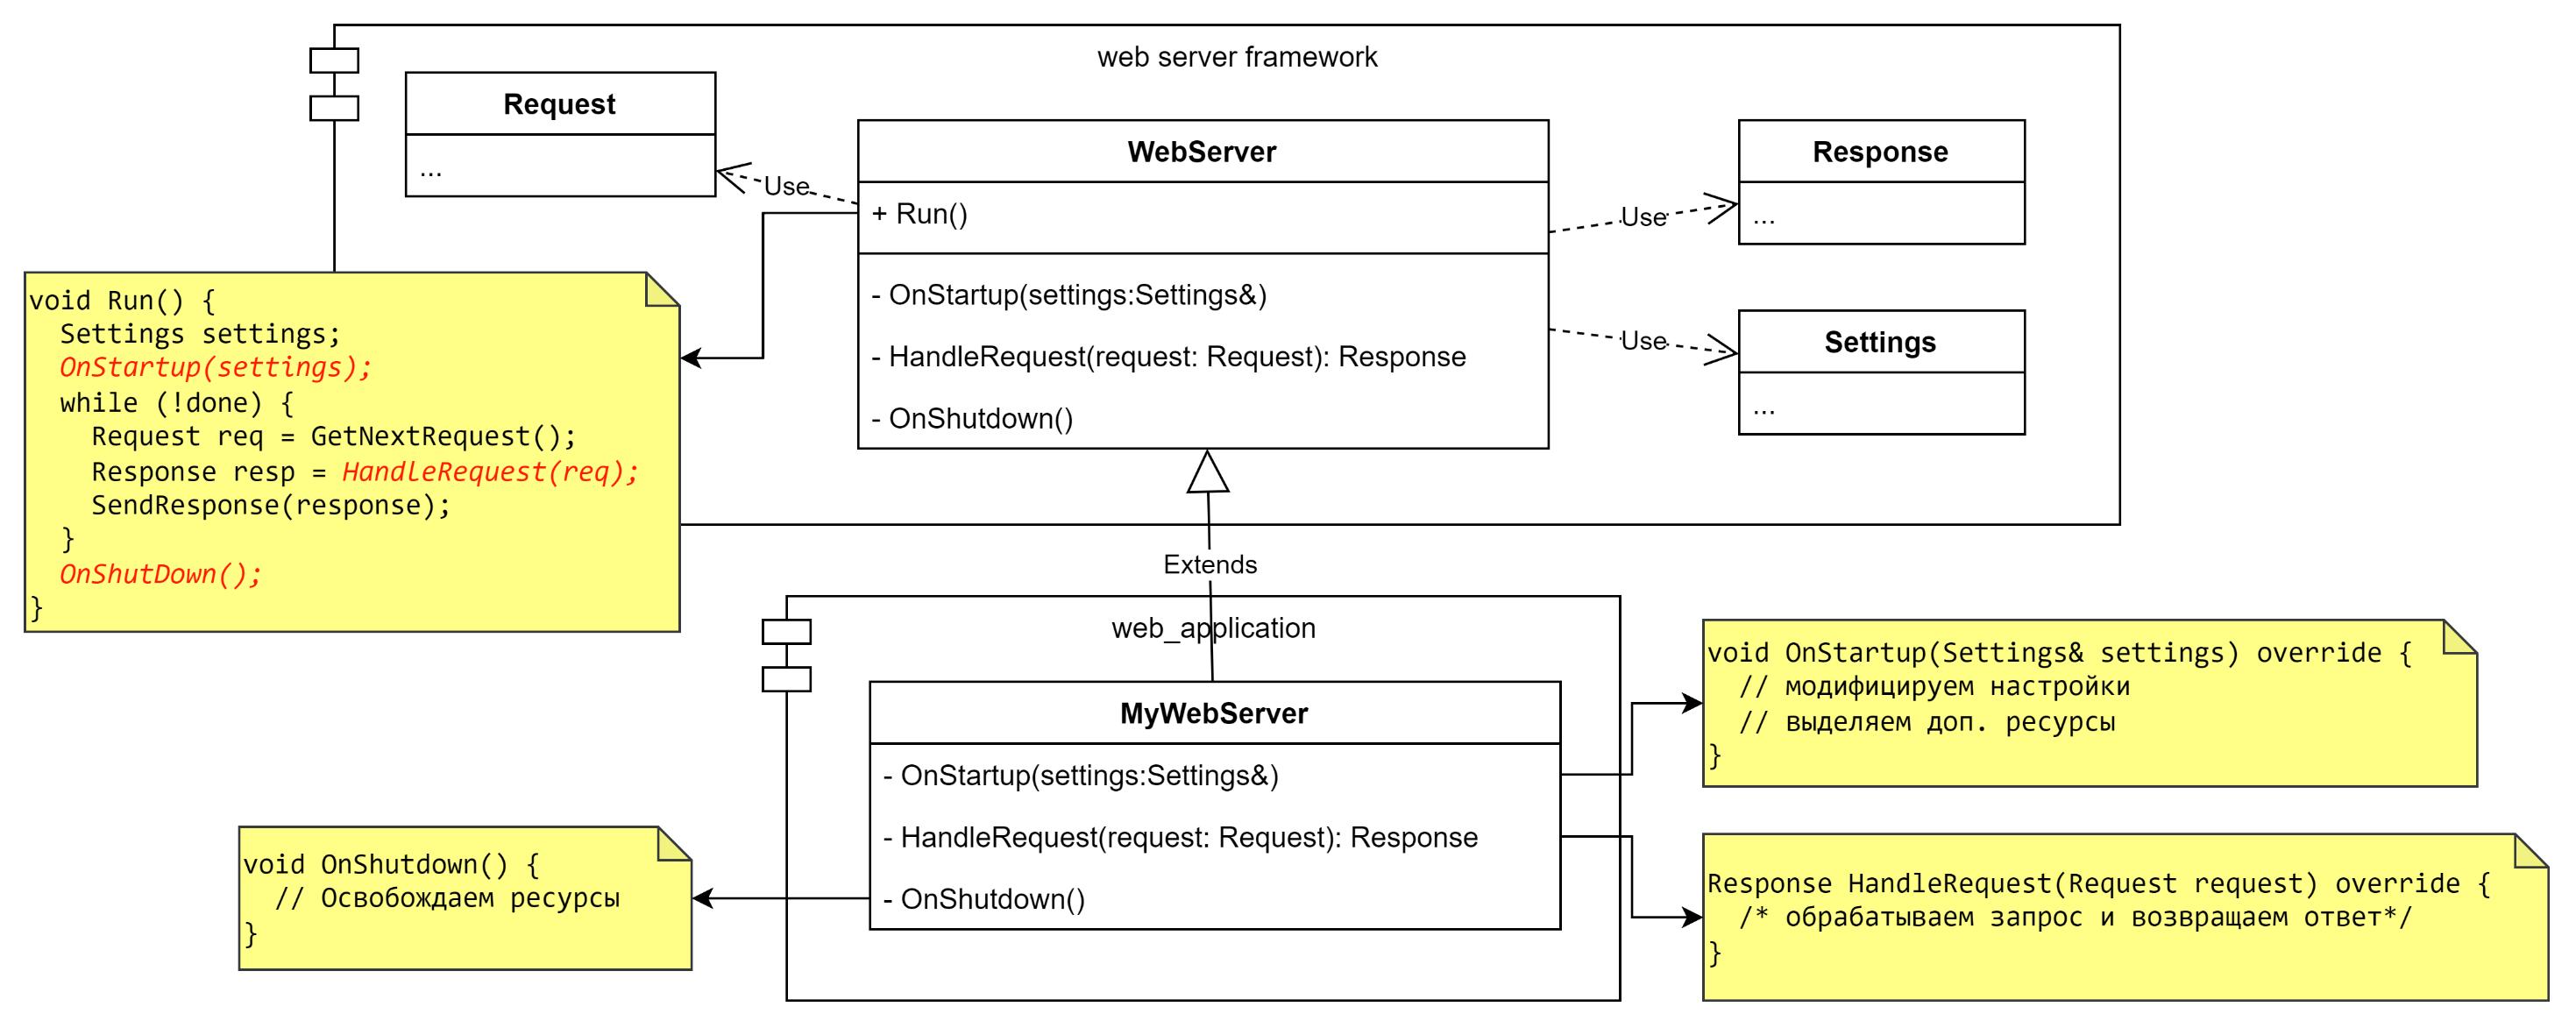 web server framework
Request
...
WebServer
+ Run()
- OnStartup(settings:Settings&)
- HandleRequest(request: Request): Response
- OnShutdown()
Response
...
Settings
...
Use
Use
Use
void Run() {
  Settings settings;
  OnStartup(settings);
  while (!done) {
    Request req = GetNextRequest();
    Response resp = HandleRequest(req);
    SendResponse(response);
  }
  OnShutDown();
}
Extends
web_application
MyWebServer
- OnStartup(settings:Settings&)
- HandleRequest(request: Request): Response
- OnShutdown()
void OnStartup(Settings& settings) override {
  // модифицируем настройки
  // выделяем доп. ресурсы
}
void OnShutdown() {
  // Освобождаем ресурсы
}
Response HandleRequest(Request request) override {
  /* обрабатываем запрос и возвращаем ответ*/
}